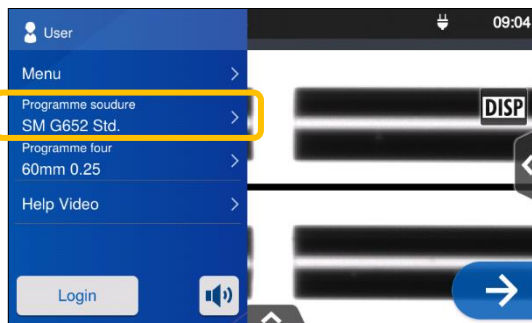 User
09:04
Menu
Programme soudure
SM G652 Std.
DISP
Programme four
60mm 0.25
Help Video
Login